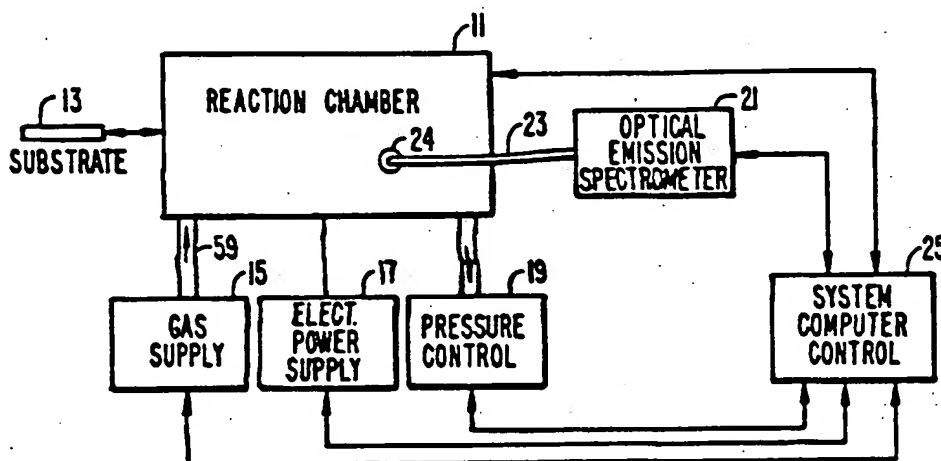 11
REACTION CHAMBER
13
SUBSTRATE
24
23
21
OPTICAL
EMISSION
SPECTROMETER
59
15
GAS
SUPPLY
17
ELECT.
POWER
SUPPLY
19
PRESSURE
CONTROL
25
SYSTEM
COMPUTER
CONTROL